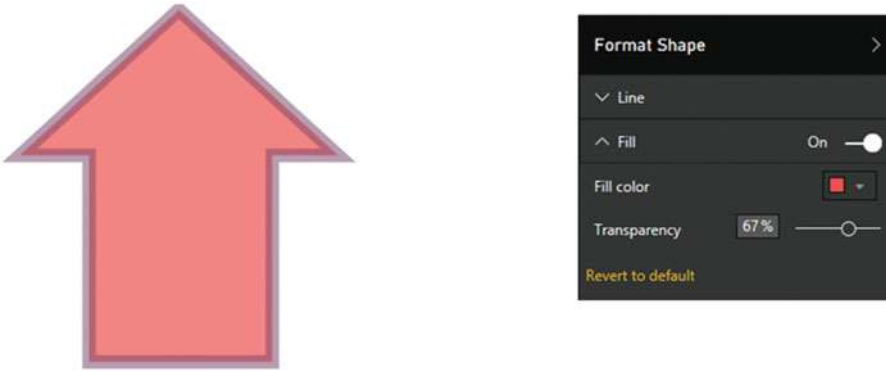 Format Shape
Line
Fill On
Fill color
Transparency 67%
Revert to default